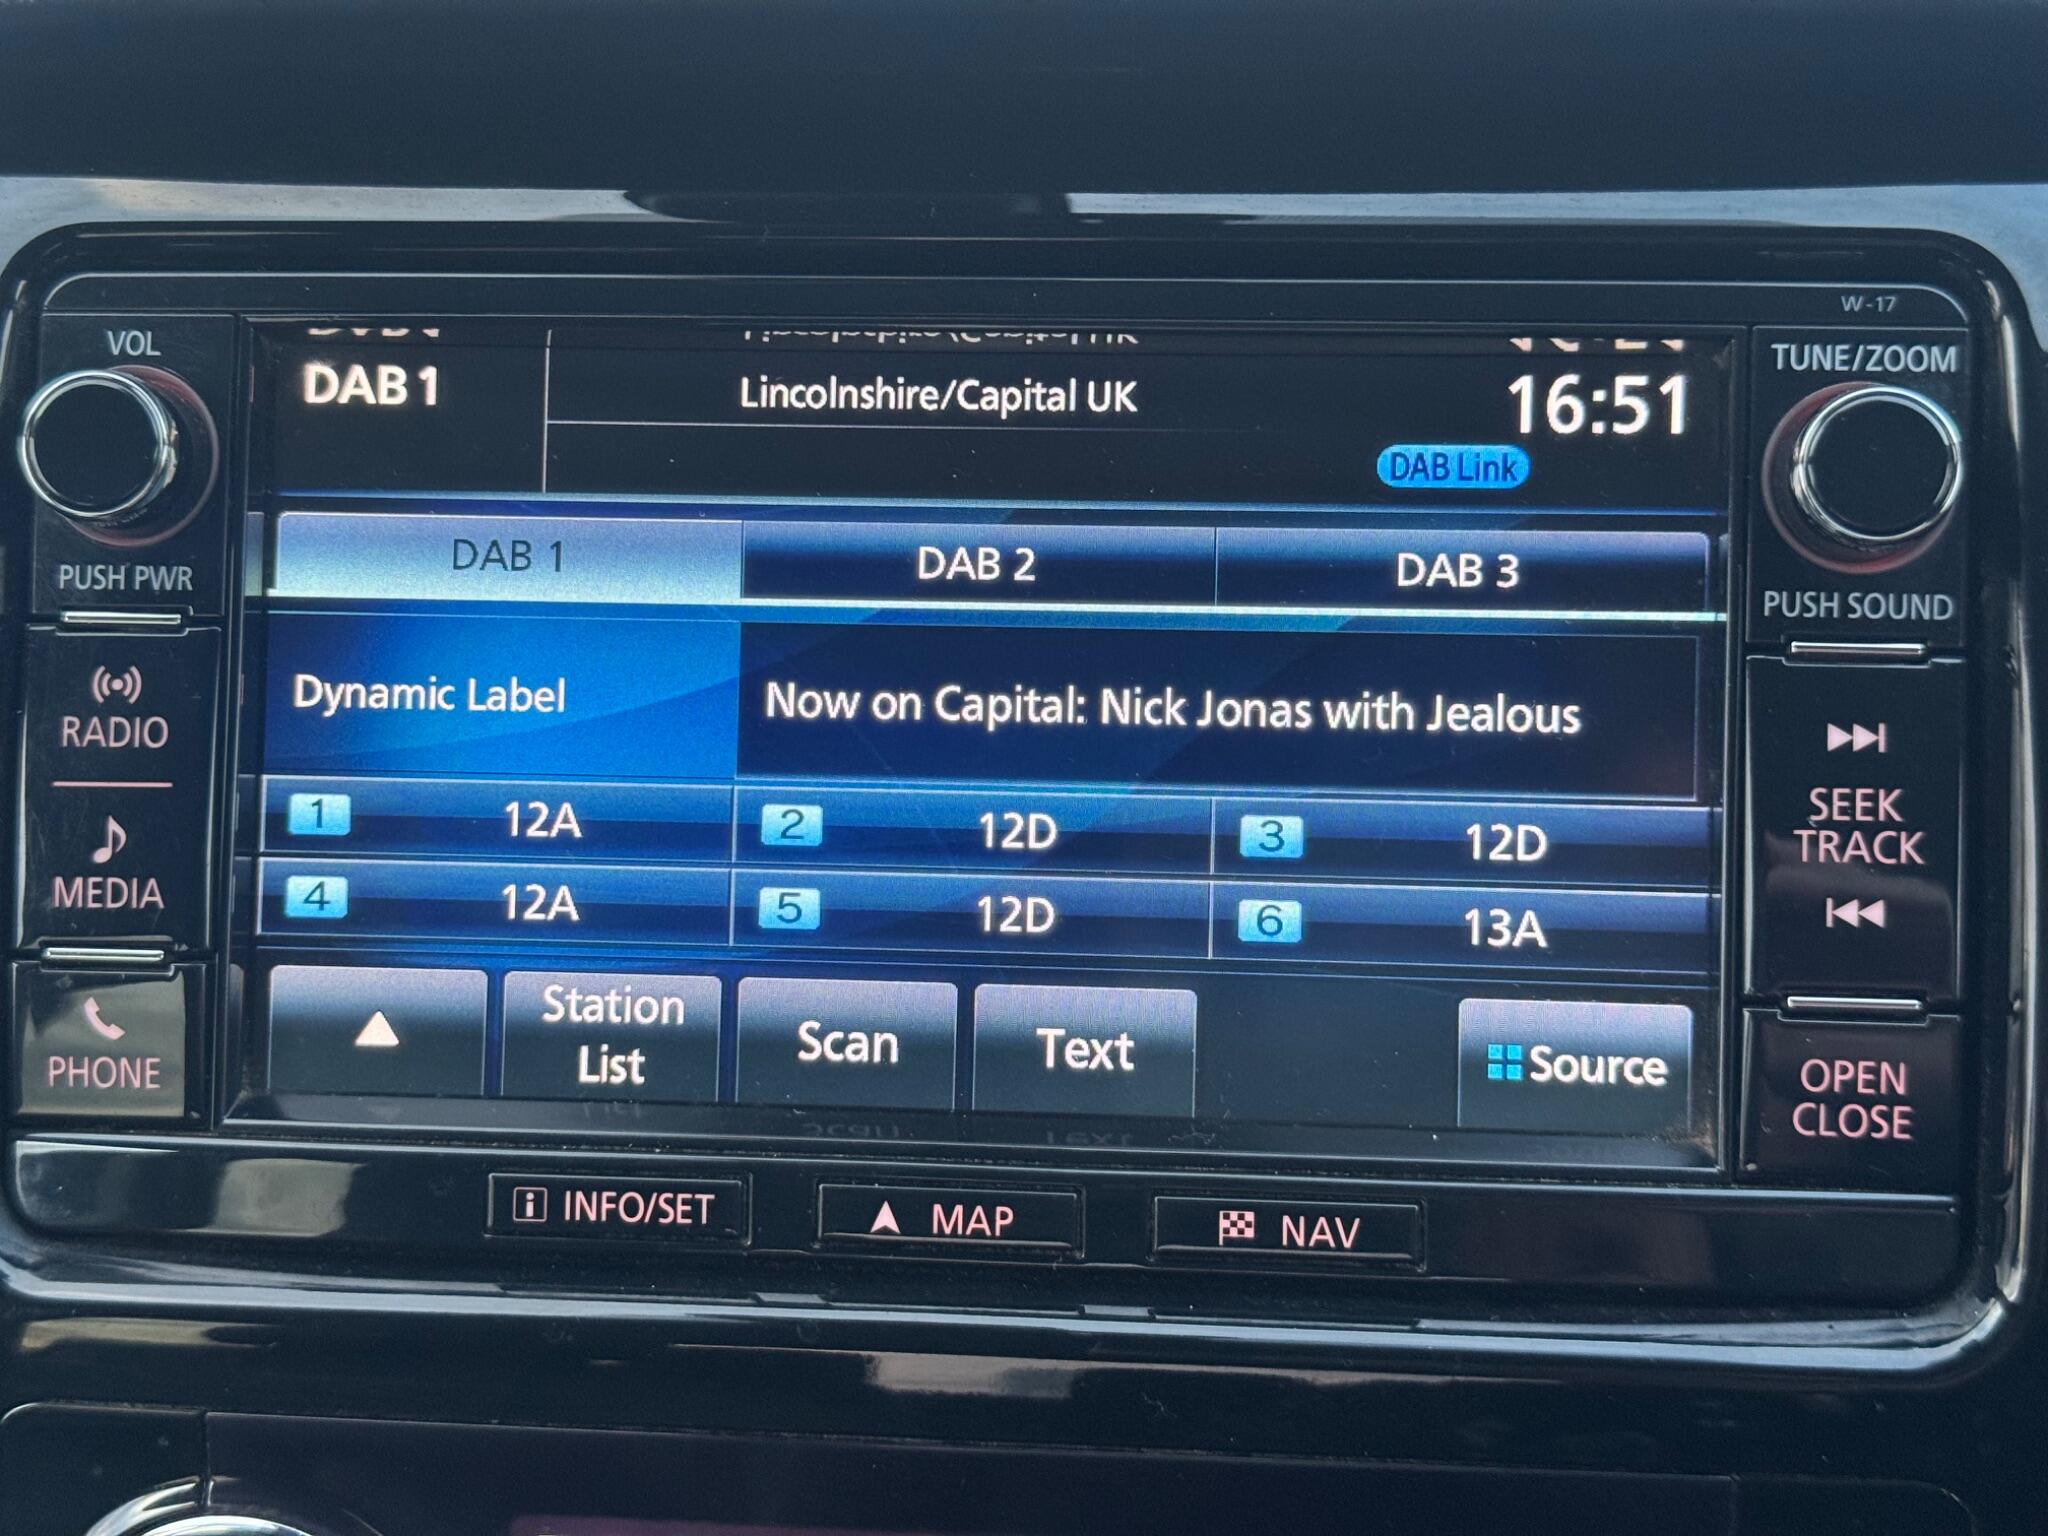 W-17
VOL
PUSH PWR
RADIO
MEDIA
PHONE
DAB 1
Lincolnshire/Capital UK
16:51
DAB Link
DAB 1
DAB 2
DAB 3
Dynamic Label
Now on Capital: Nick Jonas with Jealous
1 12A
2 12D
3 12D
4 12A
5 12D
6 13A
Station
List
Scan
Text
Source
TUNE/ZOOM
PUSH SOUND
SEEK
TRACK
OPEN
CLOSE
i INFO/SET
MAP
NAV